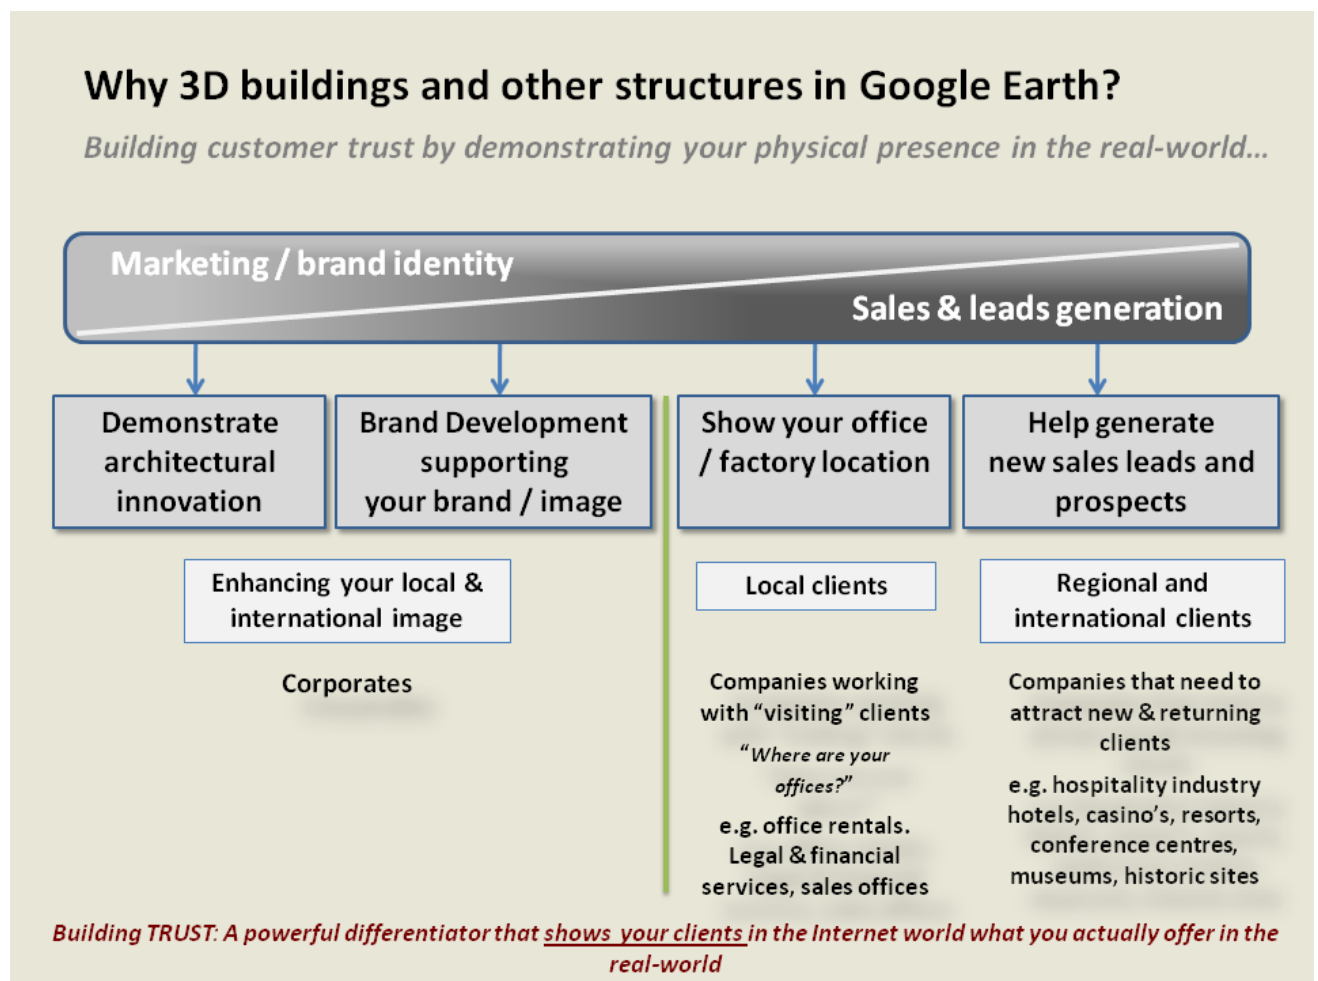 Why 3D buildings and other structures in Google Earth?
Building customer trust by demonstrating your physical presence in the real-world...
Marketing / brand identity
Sales & leads generation
Demonstrate
architectural
innovation
Brand Development
supporting
your brand / image
Show your office
/ factory location
Help generate
new sales leads and
prospects
Enhancing your local &
international image
Local clients
Regional and
international clients
Corporates
Companies working
with “visiting” clients
“Where are your
offices?”
e.g. office rentals.
Legal & financial
services, sales offices
Companies that need to
attract new & returning
clients
e.g. hospitality industry
hotels, casino’s, resorts,
conference centres,
museums, historic sites
Building TRUST: A powerful differentiator that shows your clients in the Internet world what you actually offer in the
real-world